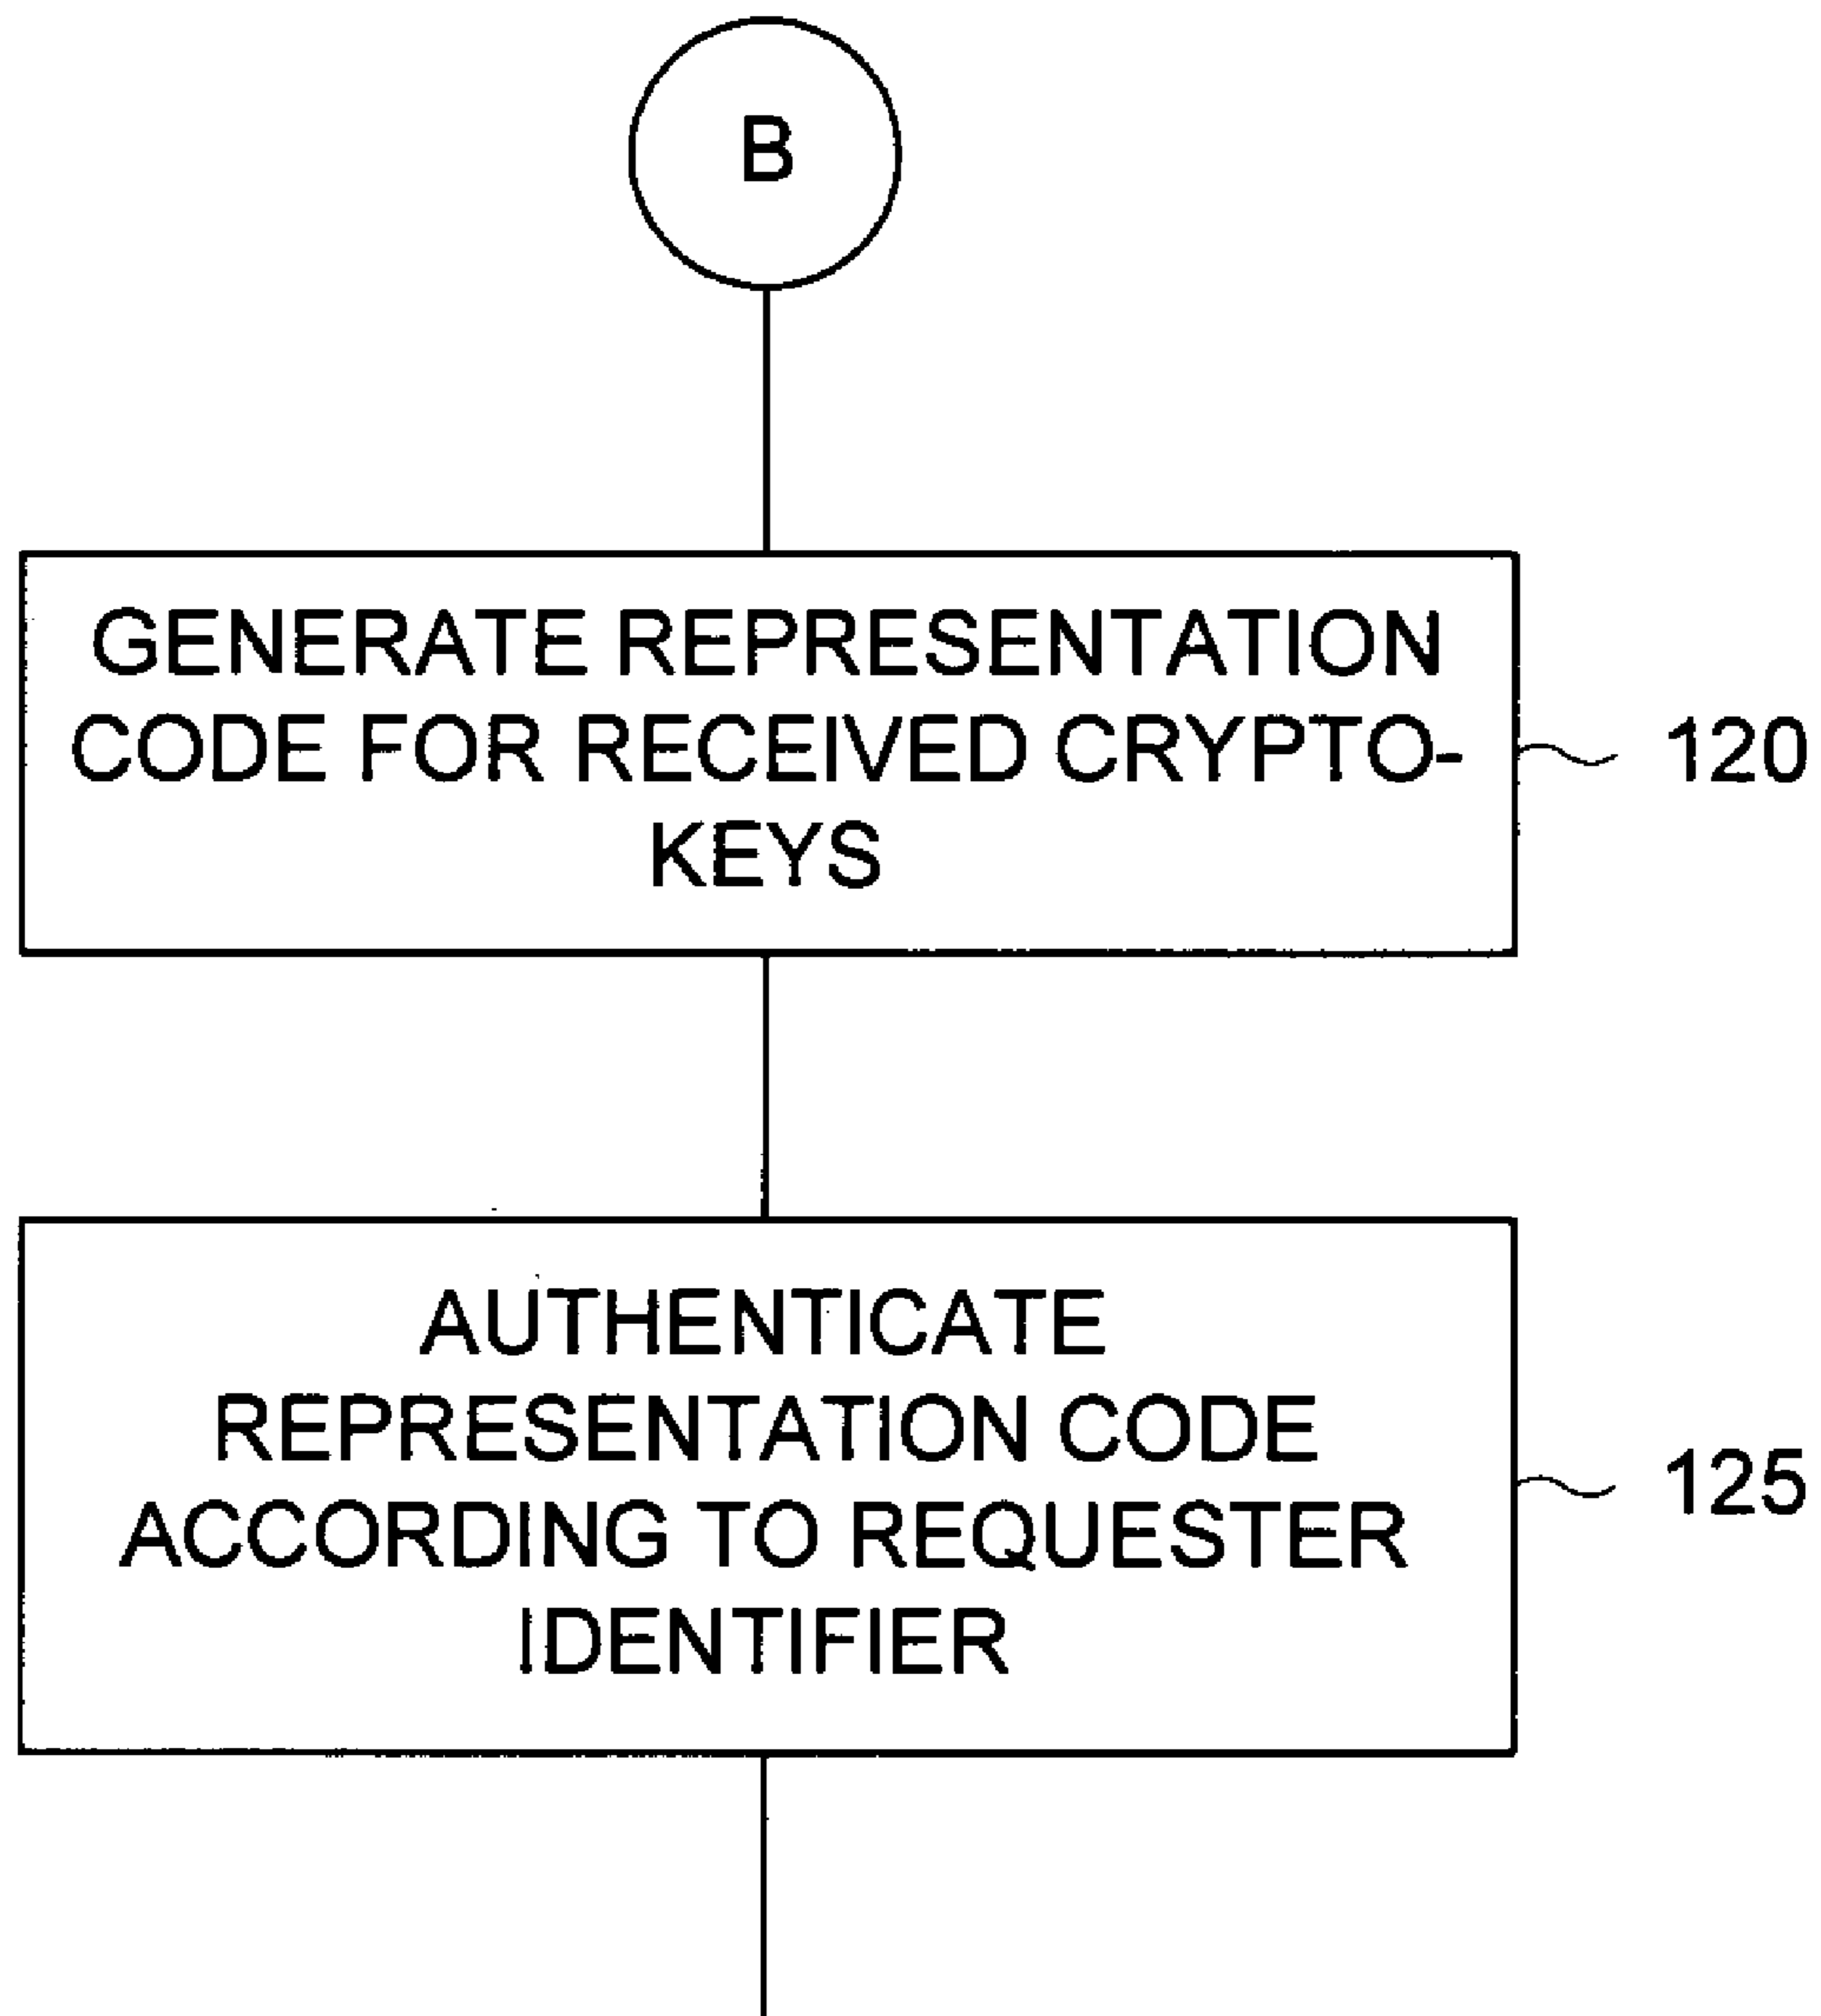 B
GENERATE REPRESENTATION
CODE FOR RECEIVED CRYPTO-
KEYS
120
AUTHENTICATE
REPRESENTATION CODE
ACCORDING TO REQUESTER
IDENTIFIER
125